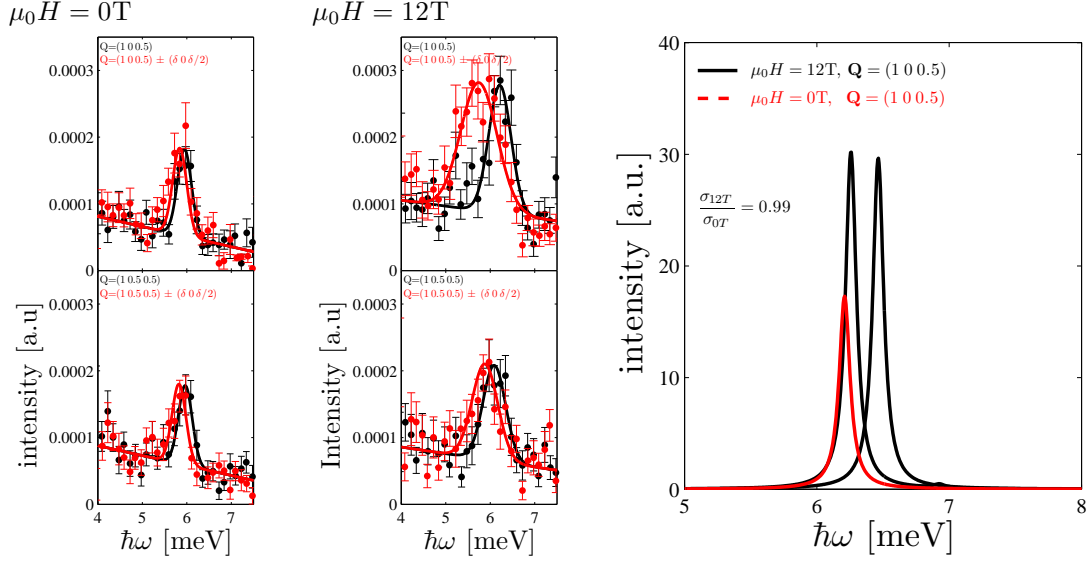 μ₀H = 0T
μ₀H = 12T
Q=(1 0 0.5)
Q=(1 0 0.5) ± (δ 0 δ/2)
0.0003
0.0002
0.0001
0
Q=(1 0.5 0.5)
Q=(1 0.5 0.5) ± (δ 0 δ/2)
0.0003
0.0002
0.0001
0
intensity [a.u]
4 5 6 7
ħω [meV]
Q=(1 0 0.5)
Q=(1 0 0.5) ± (δ 0 δ/2)
0.0003
0.0002
0.0001
0
Q=(1 0.5 0.5)
Q=(1 0.5 0.5) ± (δ 0 δ/2)
0.0003
0.0002
0.0001
0
Intensity [a.u]
4 5 6 7
ħω [meV]
40
30
20
10
0
intensity [a.u.]
μ₀H = 12T, Q = (1 0 0.5)
μ₀H = 0T, Q = (1 0 0.5)
σ12T/σ0T = 0.99
5 6 7 8
ħω [meV]